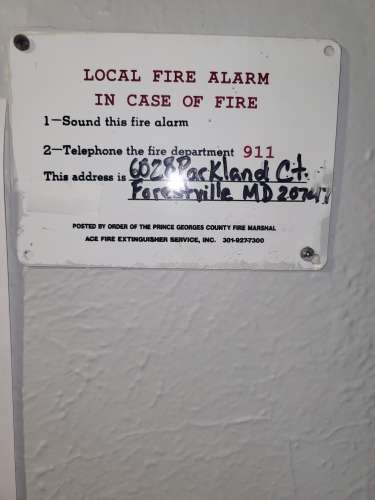 LOCAL FIRE ALARM
IN CASE OF FIRE
1—Sound this fire alarm
2—Telephone the fire department 911
This address is 6028 Parkland Ct.
Forestville MD 20747
POSTED BY ORDER OF THE PRINCE GEORGES COUNTY FIRE MARSHAL
ACE FIRE EXTINGUISHER SERVICE, INC. 301-927-7300